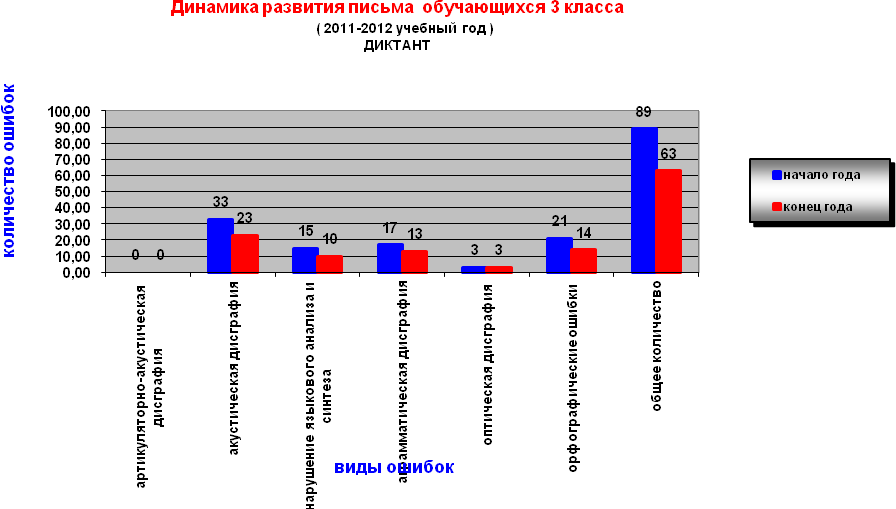 Динамика развития письма обучающихся 3 класса
( 2011-2012 учебный год )
ДИКТАНТ
количество ошибок
100,00
90,00
80,00
70,00
60,00
50,00
40,00
30,00
20,00
10,00
0,00
0 0
33 23
15 10
17 13
3 3
21 14
89 63
артикуляторно-акустическая
дисграфия
акустическая дисграфия
нарушение языкового анализа и
синтеза
аграмматическая дисграфия
оптическая дисграфия
орфографические ошибки
общее количество
виды ошибок
начало года
конец года